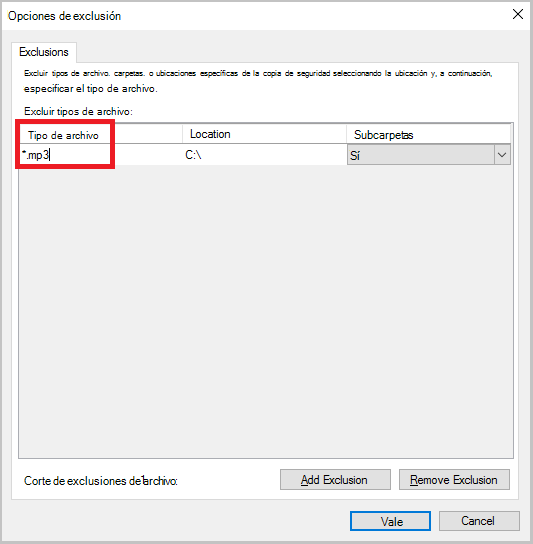 Opciones de exclusión
Exclusions
Excluir tipos de archivo. carpetas. o ubicaciones específicas de la copia de seguridad seleccionando la ubicación y, a continuación,
especificar el tipo de archivo.
Excluir tipos de archivo:
Tipo de archivo Location Subcarpetas
*.mp3 C:\ Sí
Corte de exclusiones de archivo: Add Exclusion Remove Exclusion
Vale Cancel